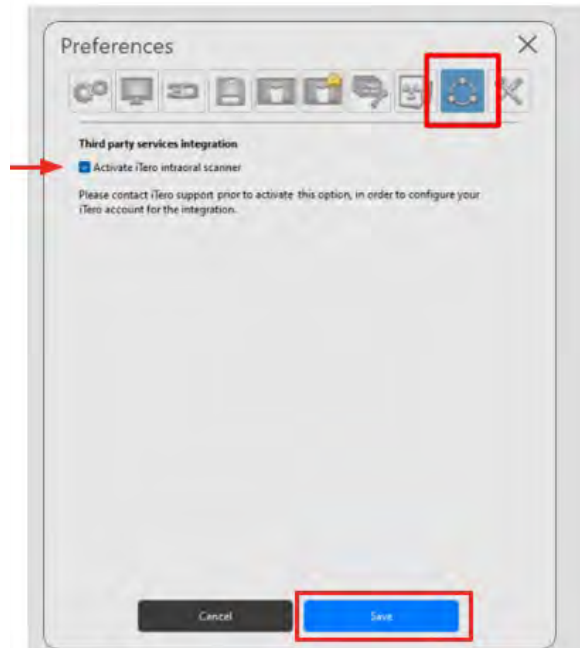 Preferences
Third party services integration
Activate iTero intraoral scanner
Please contact iTero support prior to activate this option, in order to configure your
iTero account for the integration.
Cancel
Save